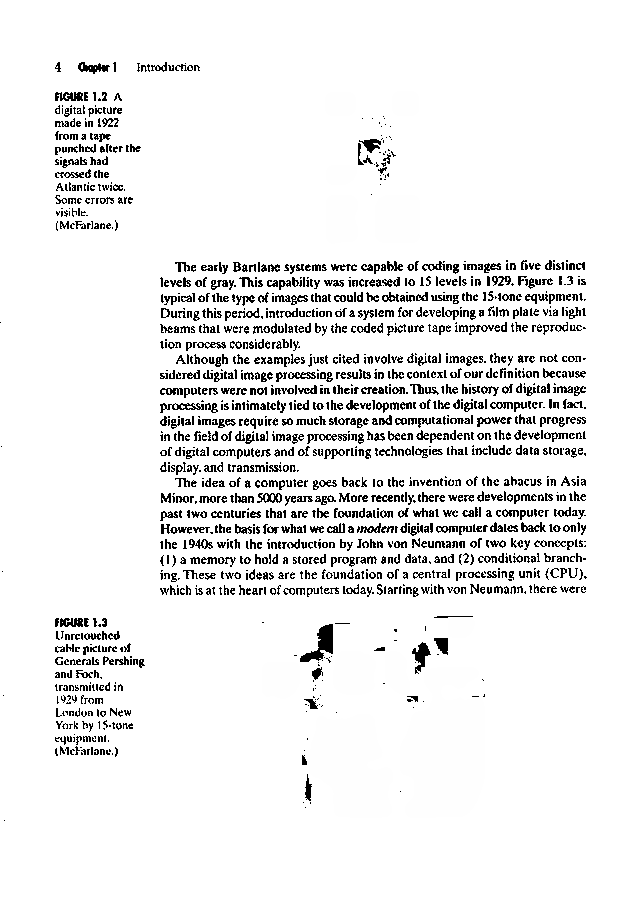 4 Chapter 1 Introduction
FIGURE 1.2 A
digital picture
made in 1922
from a tape
punched after the
signals had
crossed the
Atlantic twice.
Some errors are
visible.
(McFarlane.)
The early Bartlane systems were capable of coding images in five distinct
levels of gray. This capability was increased to 15 levels in 1929. Figure 1.3 is
typical of the type of images that could be obtained using the 15-tone equipment.
During this period, introduction of a system for developing a film plate via light
beams that were modulated by the coded picture tape improved the reproduc-
tion process considerably.
Although the examples just cited involve digital images, they are not con-
sidered digital image processing results in the context of our definition because
computers were not involved in their creation. Thus, the history of digital image
processing is intimately tied to the development of the digital computer. In fact,
digital images require so much storage and computational power that progress
in the field of digital image processing has been dependent on the development
of digital computers and of supporting technologies that include data storage,
display, and transmission.
The idea of a computer goes back to the invention of the abacus in Asia
Minor, more than 5000 years ago. More recently, there were developments in the
past two centuries that are the foundation of what we call a computer today.
However, the basis for what we call a modern digital computer dates back to only
the 1940s with the introduction by John von Neumann of two key concepts:
(1) a memory to hold a stored program and data, and (2) conditional branch-
ing. These two ideas are the foundation of a central processing unit (CPU),
which is at the heart of computers today. Starting with von Neumann, there were
FIGURE 1.3
Unretouched
cable picture of
Generals Pershing
and Foch,
transmitted in
1929 from
London to New
York by 15-tone
equipment.
(McFarlane.)